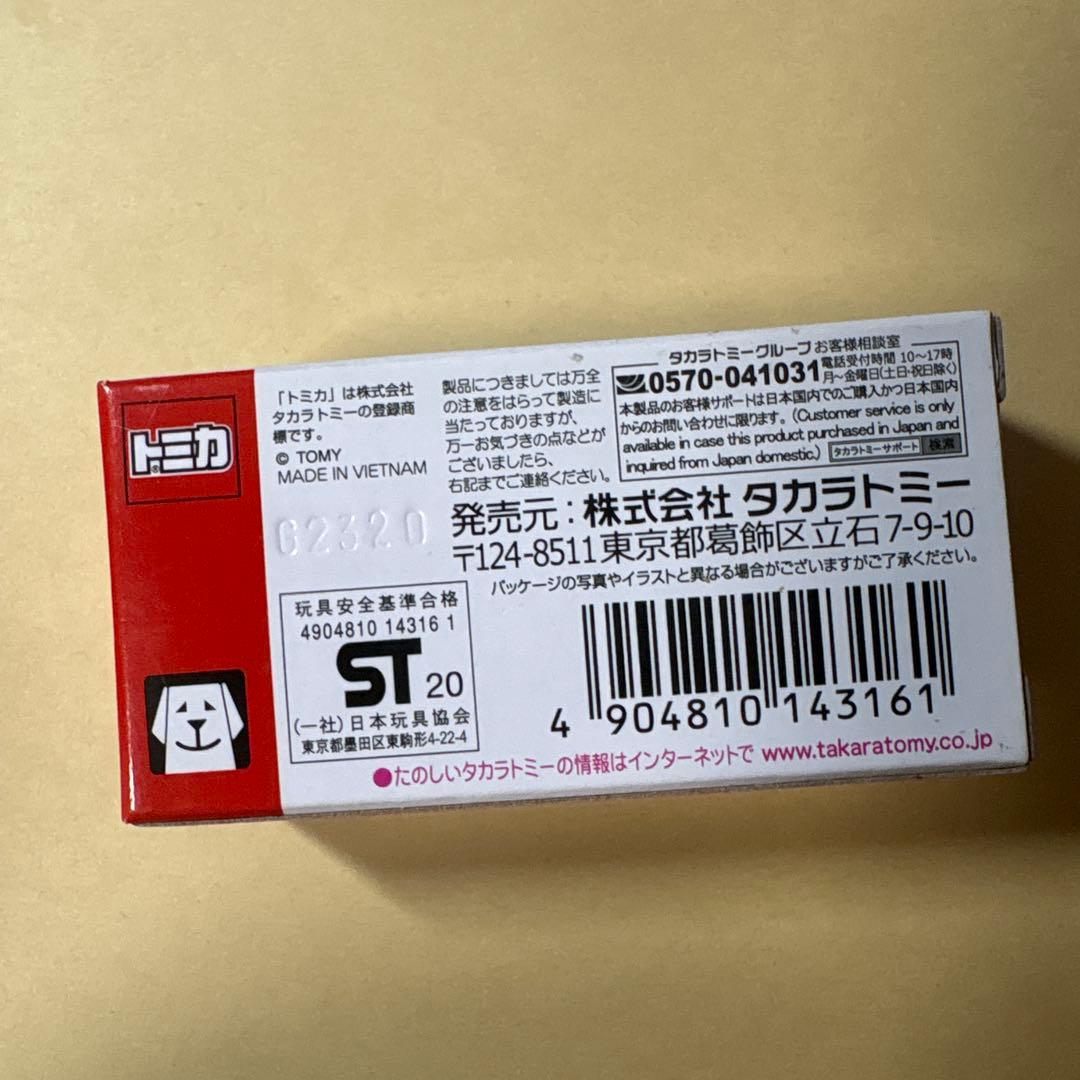 トミカ®
「トミカ」は株式会社
タカラトミーの登録商
標です。
© TOMY
MADE IN VIETNAM
G2320
製品につきましては万全
の注意をはらって製造に
当たっておりますが、
万一お気づきの点などが
ございましたら、
右記までご連絡ください。
タカラトミーグループお客様相談室
0570-041031
電話受付時間 10〜17時
月〜金曜日(土日・祝日除く)
本製品のお客様サポートは日本国内でのご購入かつ日本国内
からのお問い合わせに限ります。(Customer service is only
available in case this product purchased in Japan and
inquired from Japan domestic.) タカラトミーサポート 検索
発売元:株式会社 タカラトミー
〒124-8511東京都葛飾区立石7-9-10
パッケージの写真やイラストと異なる場合がございますがご了承ください。
玩具安全基準合格
4904810 14316 1
ST 20
(一社)日本玩具協会
東京都墨田区東駒形4-22-4
4 904810 143161
●たのしいタカラトミーの情報はインターネットで www.takaratomy.co.jp